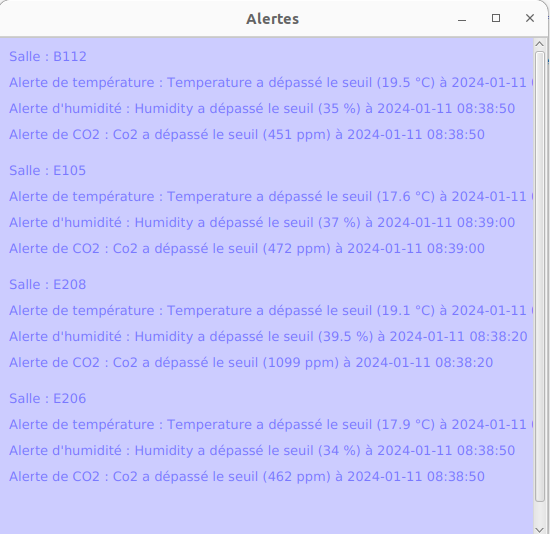 Alertes
Salle : B112
Alerte de température : Temperature a dépassé le seuil (19.5 °C) à 2024-01-11
Alerte d'humidité : Humidity a dépassé le seuil (35 %) à 2024-01-11 08:38:50
Alerte de CO2 : Co2 a dépassé le seuil (451 ppm) à 2024-01-11 08:38:50
Salle : E105
Alerte de température : Temperature a dépassé le seuil (17.6 °C) à 2024-01-11
Alerte d'humidité : Humidity a dépassé le seuil (37 %) à 2024-01-11 08:39:00
Alerte de CO2 : Co2 a dépassé le seuil (472 ppm) à 2024-01-11 08:39:00
Salle : E208
Alerte de température : Temperature a dépassé le seuil (19.1 °C) à 2024-01-11
Alerte d'humidité : Humidity a dépassé le seuil (39.5 %) à 2024-01-11 08:38:20
Alerte de CO2 : Co2 a dépassé le seuil (1099 ppm) à 2024-01-11 08:38:20
Salle : E206
Alerte de température : Temperature a dépassé le seuil (17.9 °C) à 2024-01-11
Alerte d'humidité : Humidity a dépassé le seuil (34 %) à 2024-01-11 08:38:50
Alerte de CO2 : Co2 a dépassé le seuil (462 ppm) à 2024-01-11 08:38:50